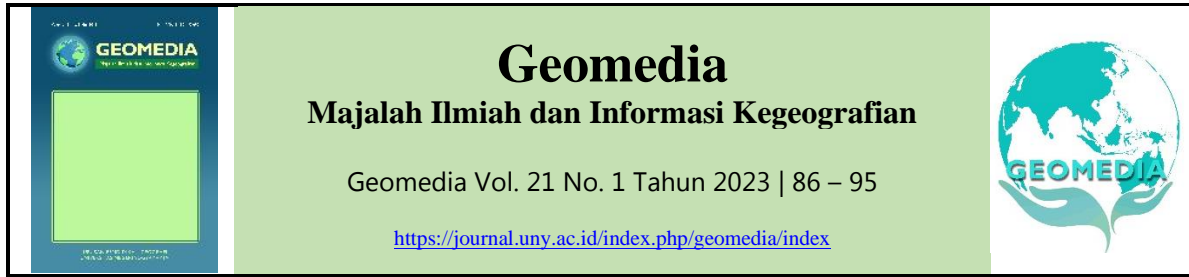 GEOMEDIA
Geomedia
Majalah Ilmiah dan Informasi Kegeografian
Geomedia Vol. 21 No. 1 Tahun 2023 | 86 – 95
https://journal.uny.ac.id/index.php/geomedia/index
GEOMEDIA